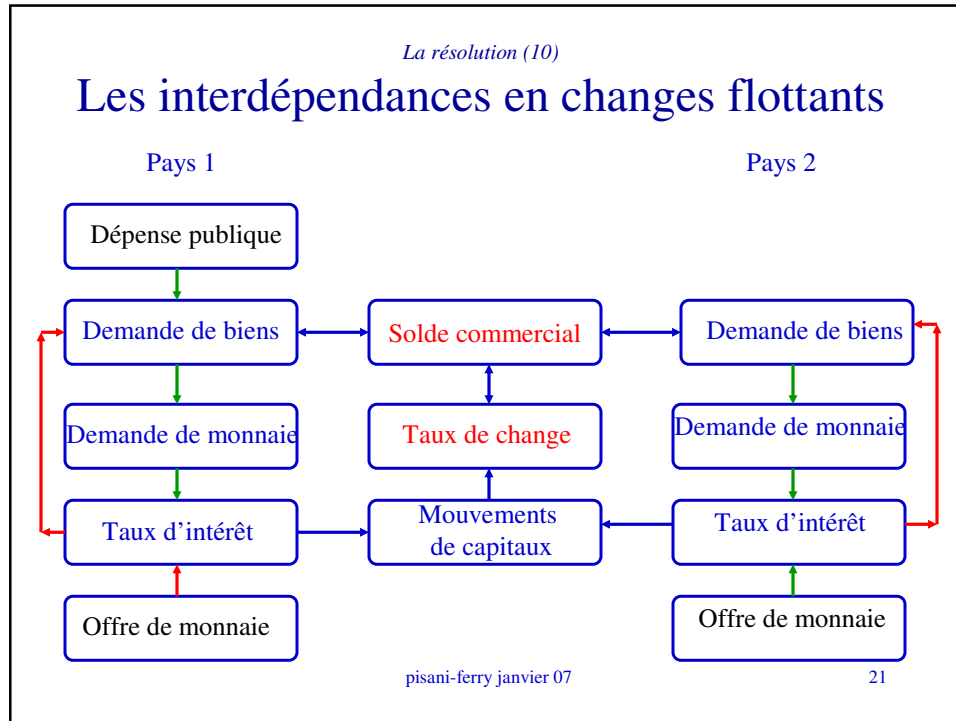 La résolution (10)
Les interdépendances en changes flottants
Pays 1
Pays 2
Dépense publique
Demande de biens
Solde commercial
Demande de biens
Demande de monnaie
Taux de change
Demande de monnaie
Taux d'intérêt
Mouvements
de capitaux
Taux d'intérêt
Offre de monnaie
Offre de monnaie
pisani-ferry janvier 07
21